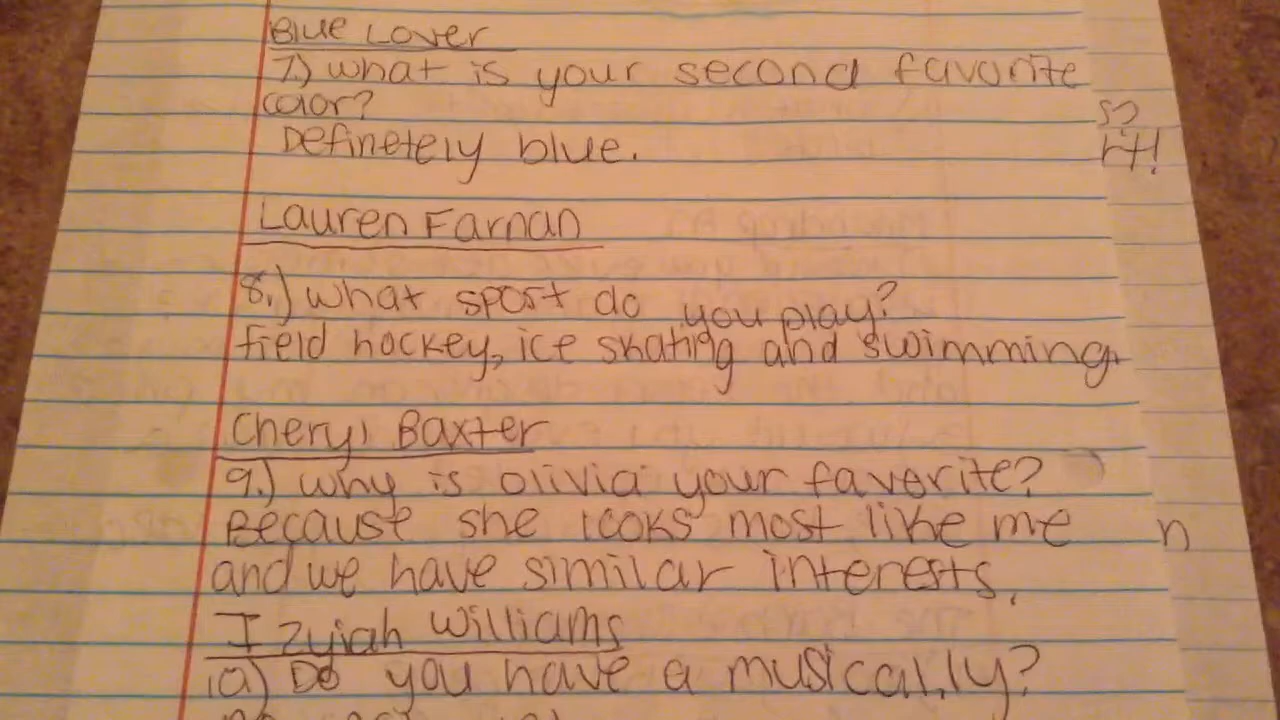 Blue Lover
7.) what is your second favorite
color?
Definetely blue.
Lauren Farnan
8.) what sport do you play?
field hockey, ice skating and swimming.
Cheryl Baxter
9.) why is olivia your favorite?
Because she looks most like me
and we have similar interests.
Izyiah Williams
10) Do you have a musical.ly?